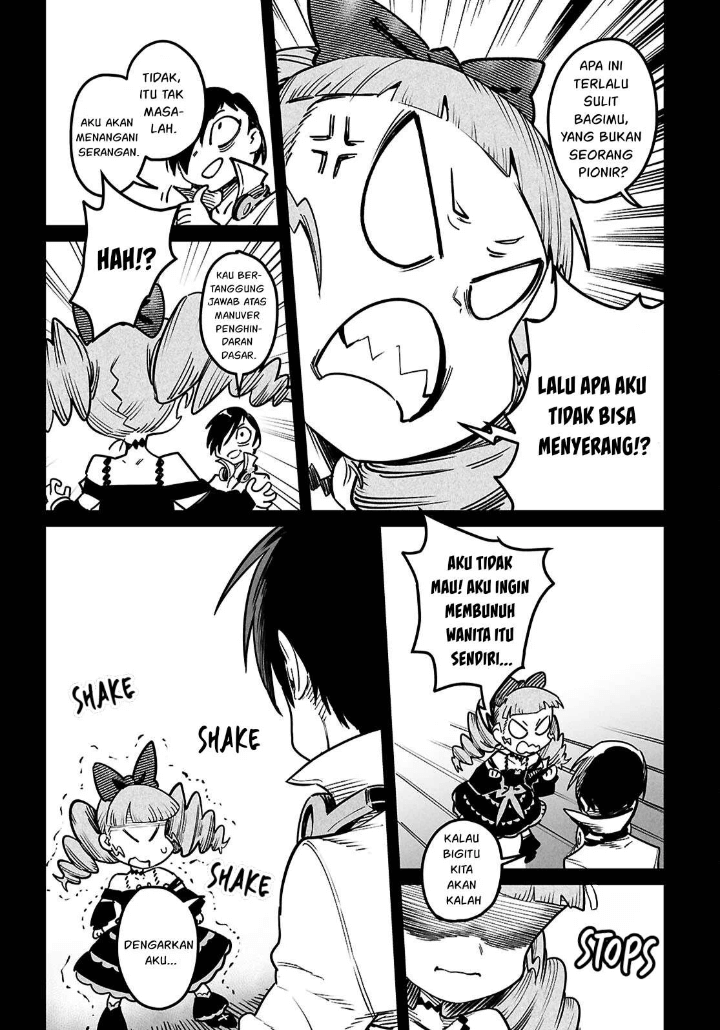 APA INI
TERLALU
SULIT
BAGIMU,
YANG BUKAN
SEORANG
PIONIR?
TIDAK,
ITU TAK
MASA-
LAH.
AKU AKAN
MENANGANI
SERANGAN.
LALU APA AKU
TIDAK BISA
MENYERANG!?
HAH!?
KAU BER-
TANGGUNG
JAWAB ATAS
MANUVER
PENGHIN-
DARAN
DASAR.
AKU TIDAK
MAU! AKU INGIN
MEMBUNUH
WANITA ITU
SENDIRI...
KALAU
BIGITU
KITA
AKAN
KALAH
STOPS
SHAKE
SHAKE
SHAKE
DENGARKAN
AKU...